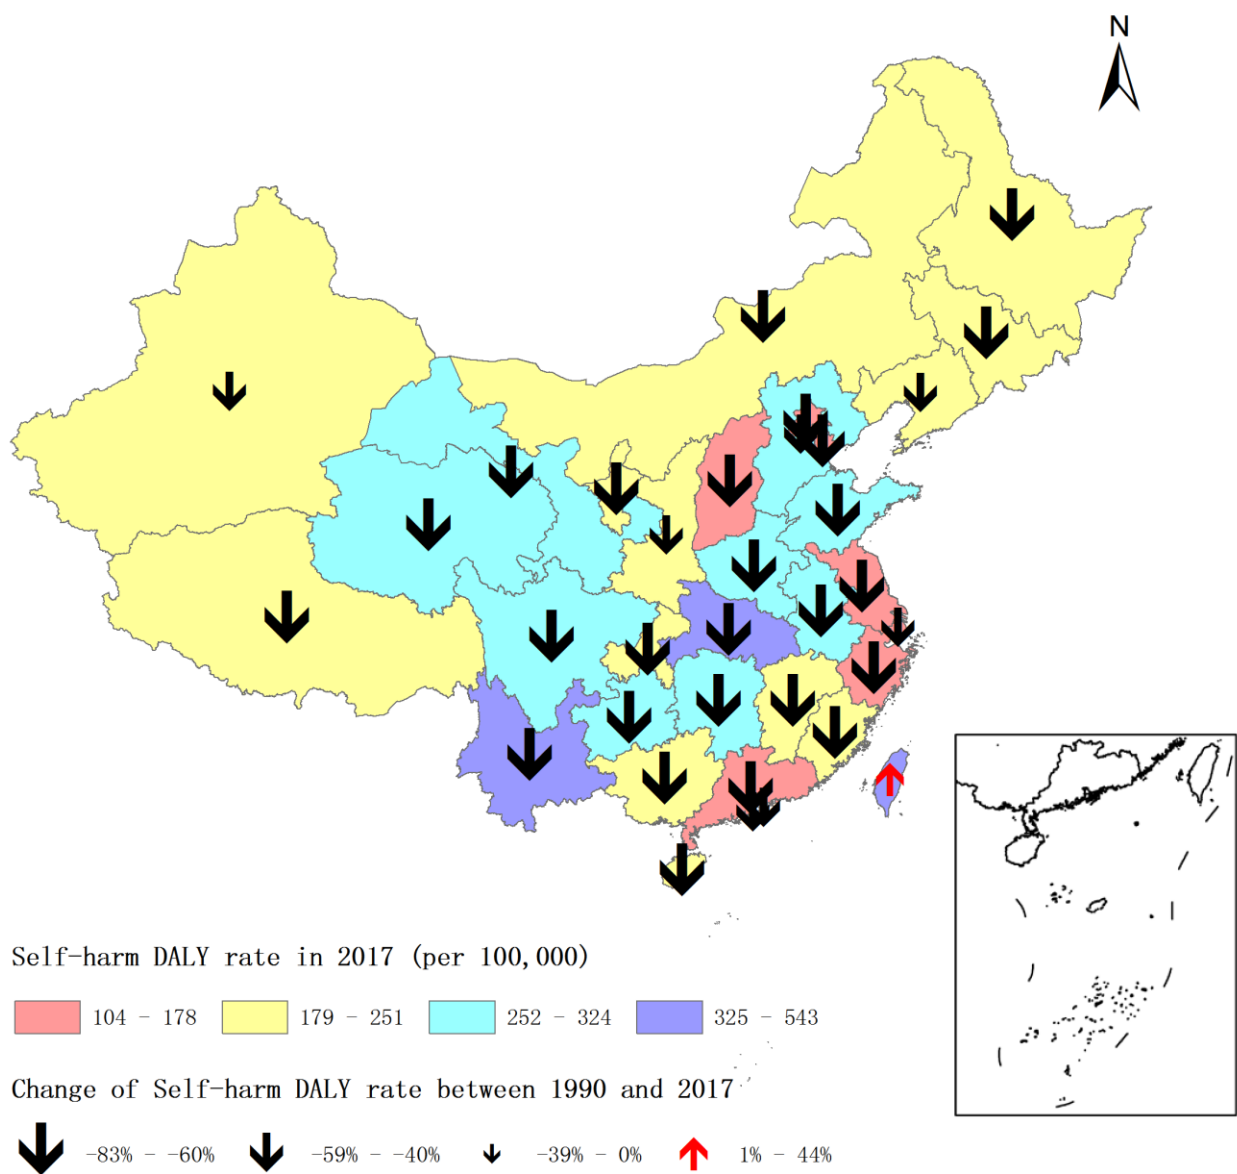 N
Self-harm DALY rate in 2017 (per 100,000)
104 - 178 179 - 251 252 - 324 325 - 543
Change of Self-harm DALY rate between 1990 and 2017
-83% - -60% -59% - -40% -39% - 0% 1% - 44%